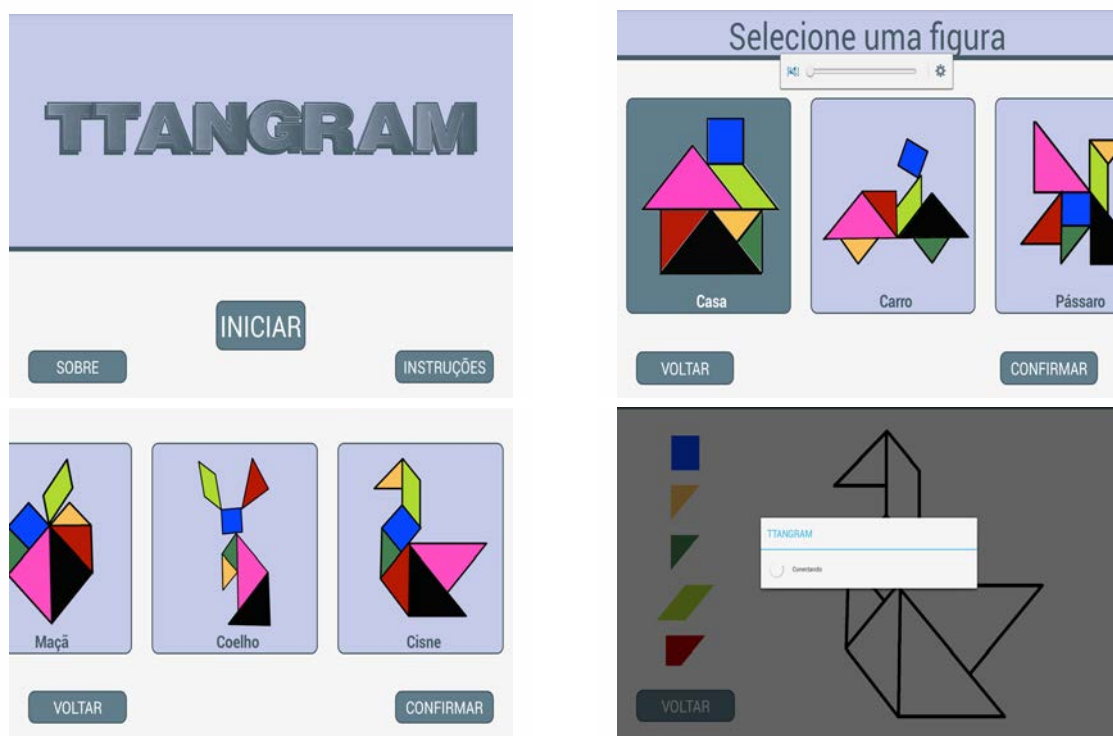 TTANGRAM
INICIAR
SOBRE
INSTRUÇÕES
Selecione uma figura
Casa
Carro
Pássaro
VOLTAR
CONFIRMAR
Maçã
Coelho
Cisne
VOLTAR
CONFIRMAR
TTANGRAM
Conectando
VOLTAR